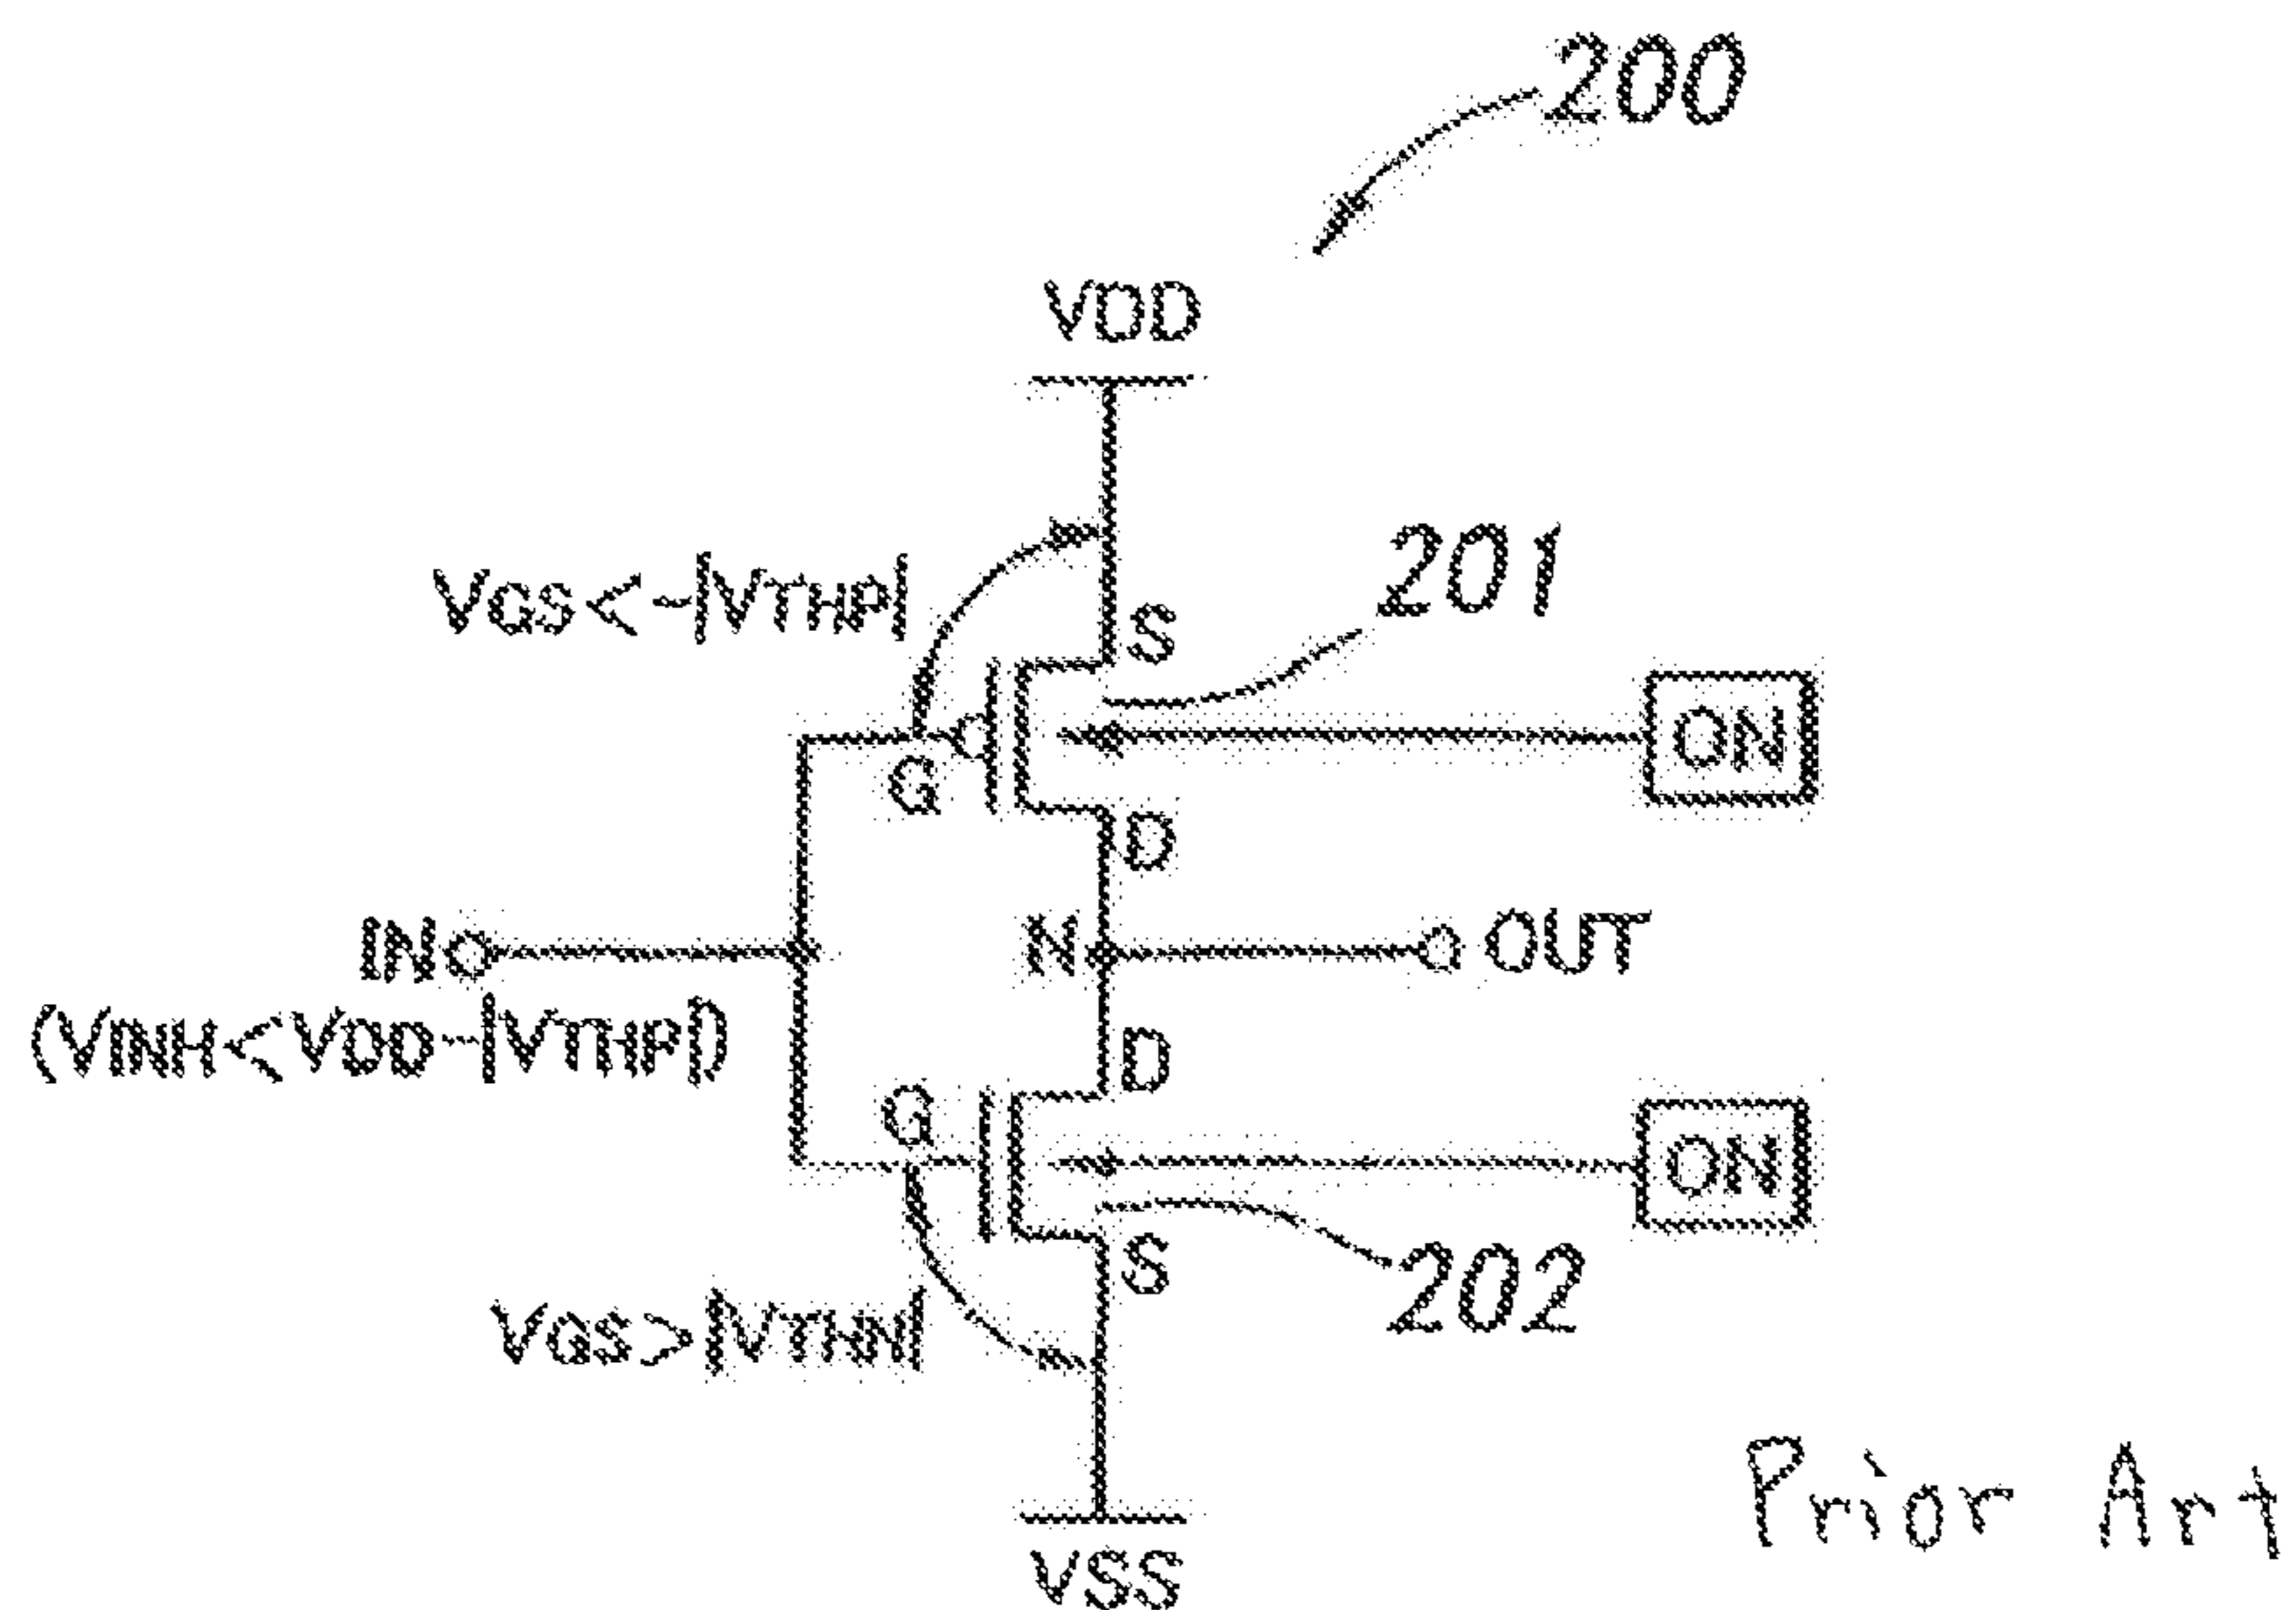 200
VDD
VGS<-|VTHP|
S
201
G
ON
D
IN
N
OUT
(VINH<VDD-|VTHP|)
D
G
ON
S
202
VGS>|VTHN|
VSS
Prior Art